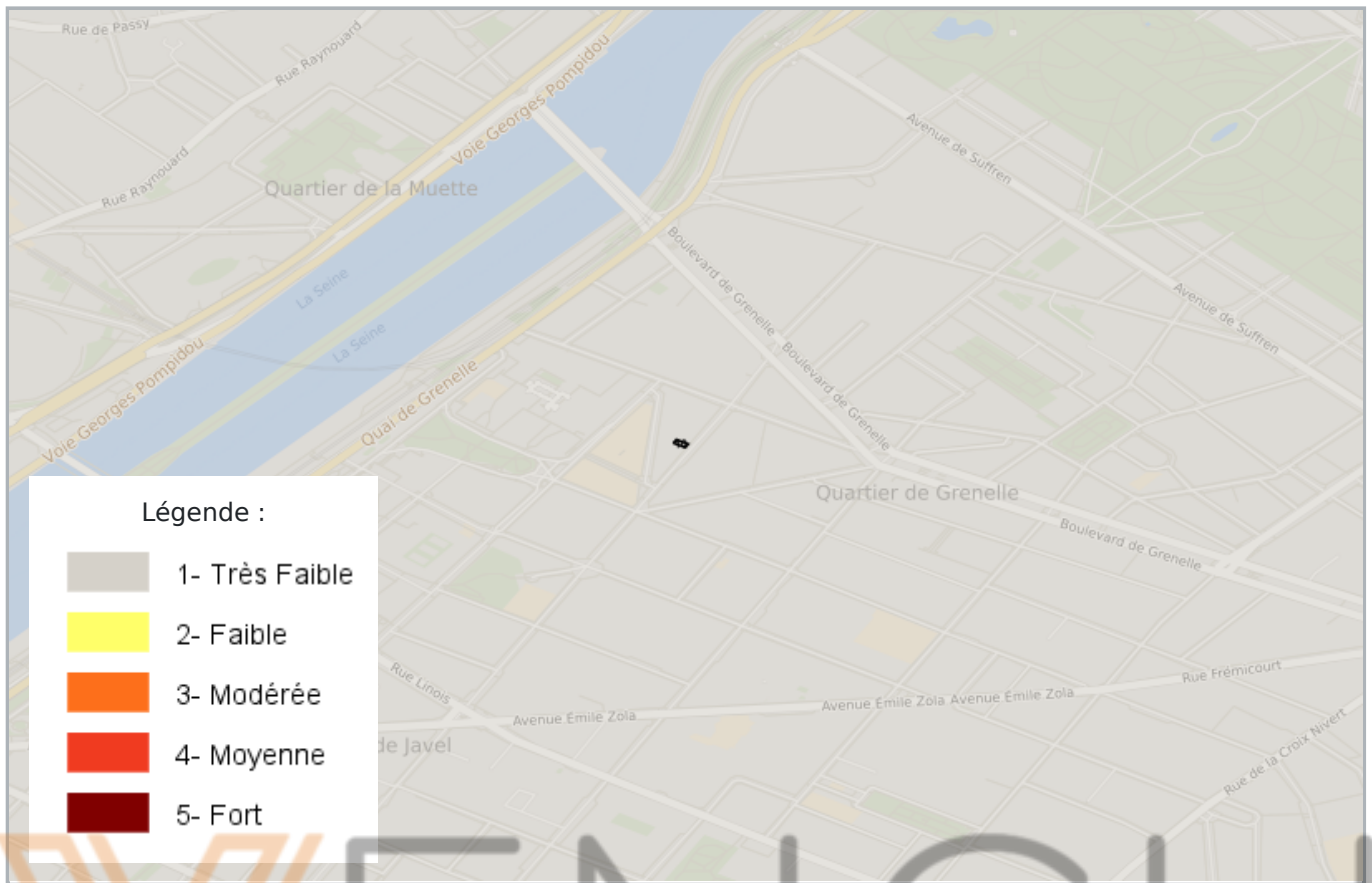 Rue de Passy
Rue Raynouard
Voie Georges Pompidou
Rue Raynouard
Quartier de la Muette
Avenue de Suffren
Boulevard de Grenelle
La Seine
La Seine
Avenue de Suffren
Boulevard de Grenelle
Voie Georges Pompidou
Quai de Grenelle
Quartier de Grenelle
Boulevard de Grenelle
Légende :
1- Très Faible
2- Faible
3- Modérée
4- Moyenne
5- Fort
Rue Linois
Avenue Émile Zola
Avenue Émile Zola Avenue Émile Zola
Rue Frémicourt
de Javel
Rue de la Croix Nivert